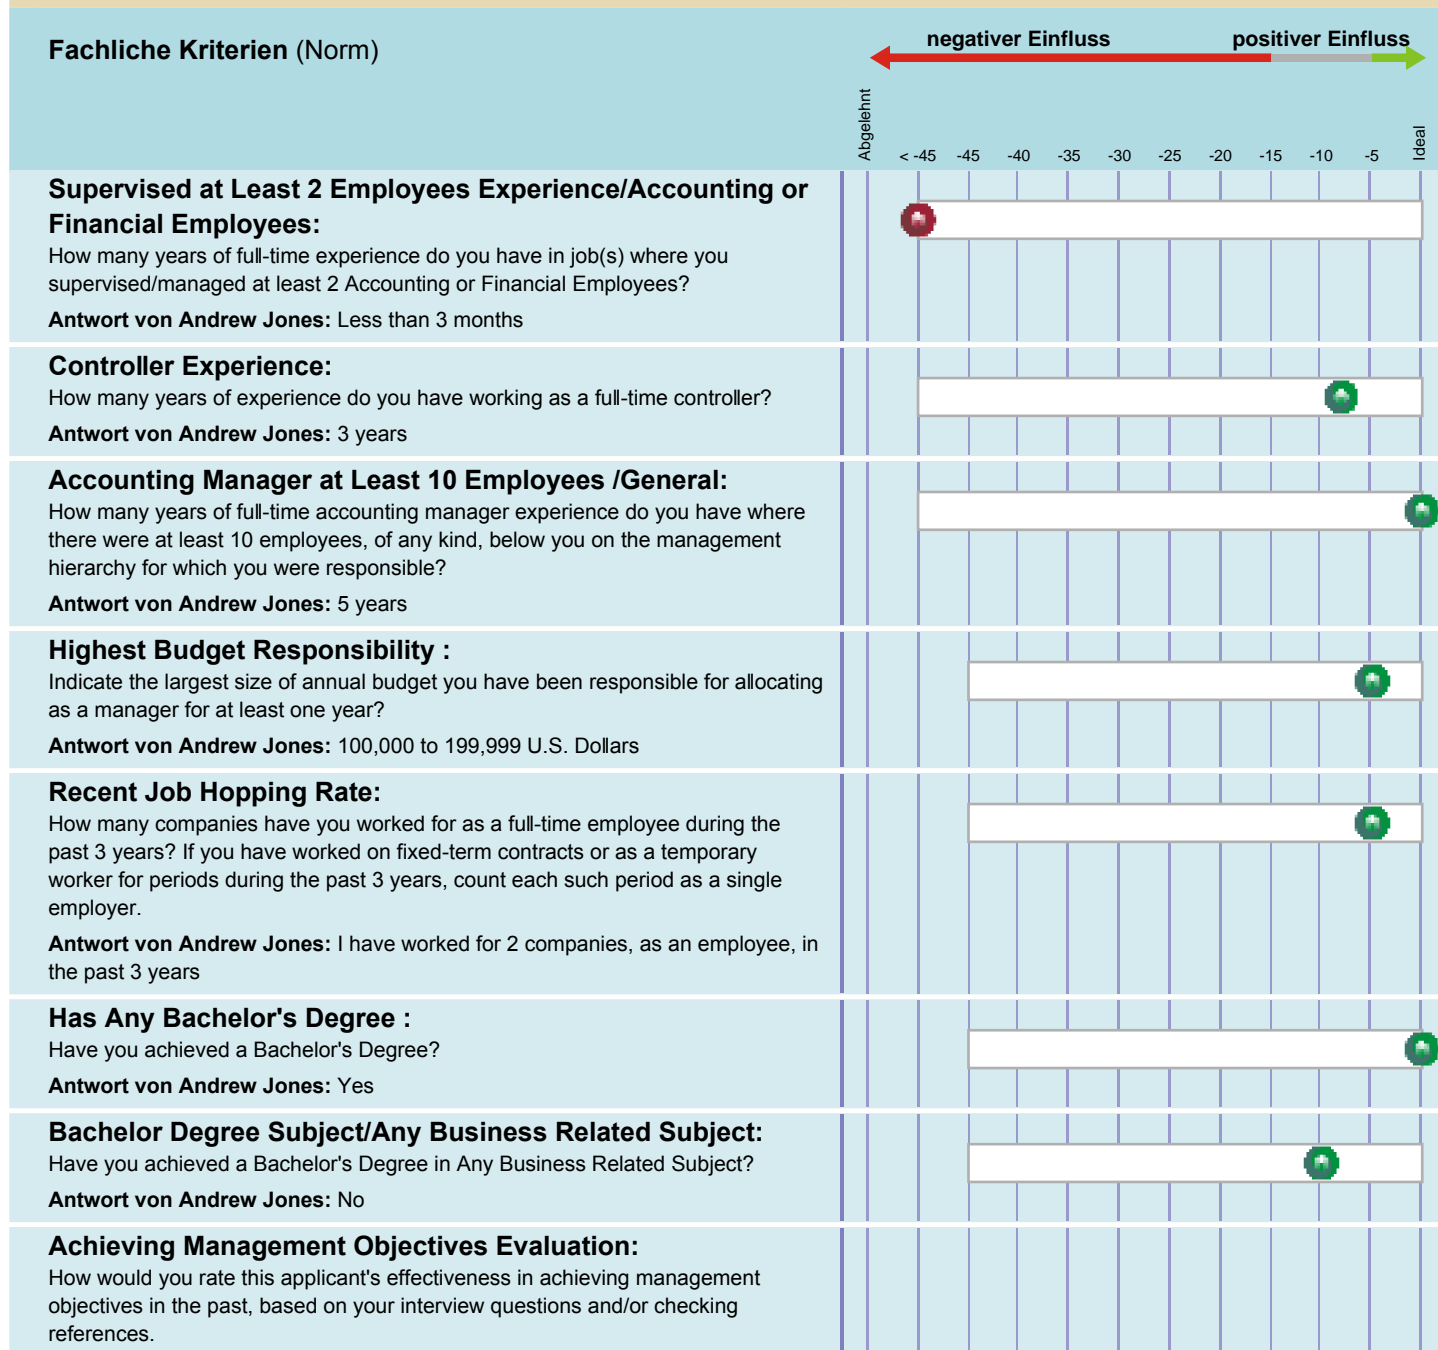 Fachliche Kriterien (Norm)
negativer Einfluss
positiver Einfluss
Abgelehnt
< -45 -45 -40 -35 -30 -25 -20 -15 -10 -5
Ideal
Supervised at Least 2 Employees Experience/Accounting or
Financial Employees:
How many years of full-time experience do you have in job(s) where you
supervised/managed at least 2 Accounting or Financial Employees?
Antwort von Andrew Jones: Less than 3 months
Controller Experience:
How many years of experience do you have working as a full-time controller?
Antwort von Andrew Jones: 3 years
Accounting Manager at Least 10 Employees /General:
How many years of full-time accounting manager experience do you have where
there were at least 10 employees, of any kind, below you on the management
hierarchy for which you were responsible?
Antwort von Andrew Jones: 5 years
Highest Budget Responsibility :
Indicate the largest size of annual budget you have been responsible for allocating
as a manager for at least one year?
Antwort von Andrew Jones: 100,000 to 199,999 U.S. Dollars
Recent Job Hopping Rate:
How many companies have you worked for as a full-time employee during the
past 3 years? If you have worked on fixed-term contracts or as a temporary
worker for periods during the past 3 years, count each such period as a single
employer.
Antwort von Andrew Jones: I have worked for 2 companies, as an employee, in
the past 3 years
Has Any Bachelor's Degree :
Have you achieved a Bachelor's Degree?
Antwort von Andrew Jones: Yes
Bachelor Degree Subject/Any Business Related Subject:
Have you achieved a Bachelor's Degree in Any Business Related Subject?
Antwort von Andrew Jones: No
Achieving Management Objectives Evaluation:
How would you rate this applicant's effectiveness in achieving management
objectives in the past, based on your interview questions and/or checking
references.